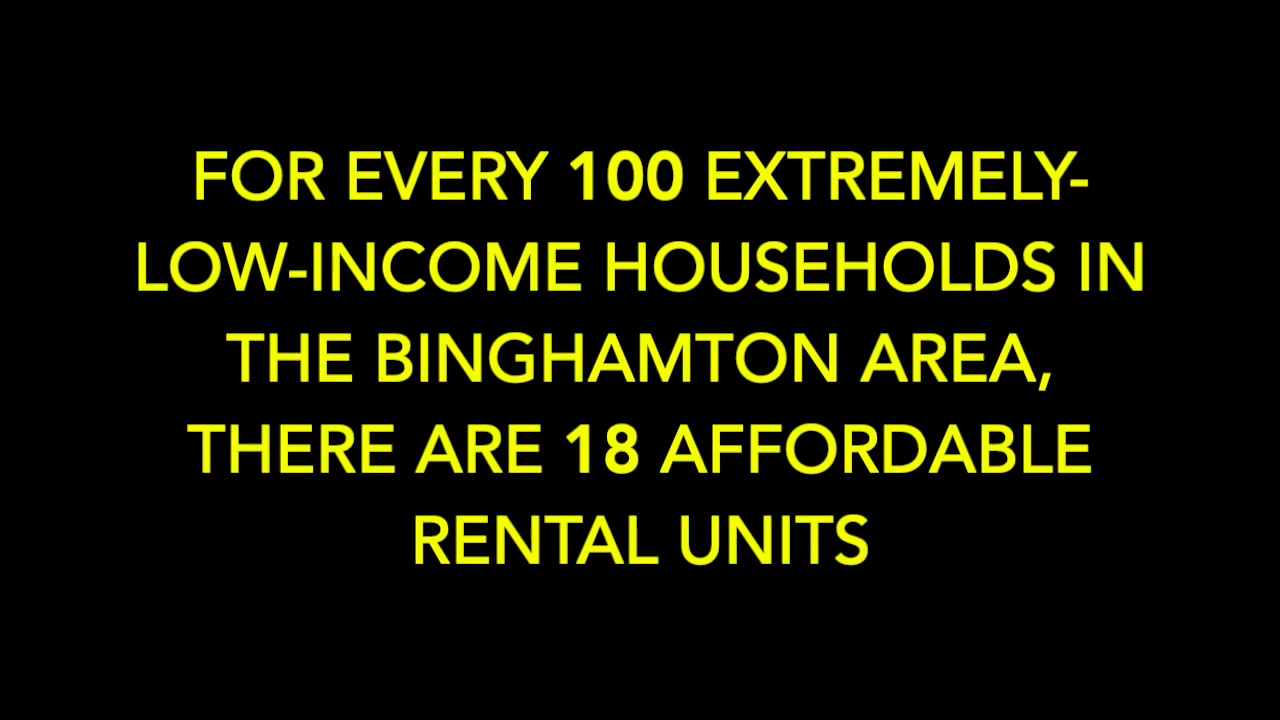 FOR EVERY 100 EXTREMELY-
LOW-INCOME HOUSEHOLDS IN
THE BINGHAMTON AREA,
THERE ARE 18 AFFORDABLE
RENTAL UNITS